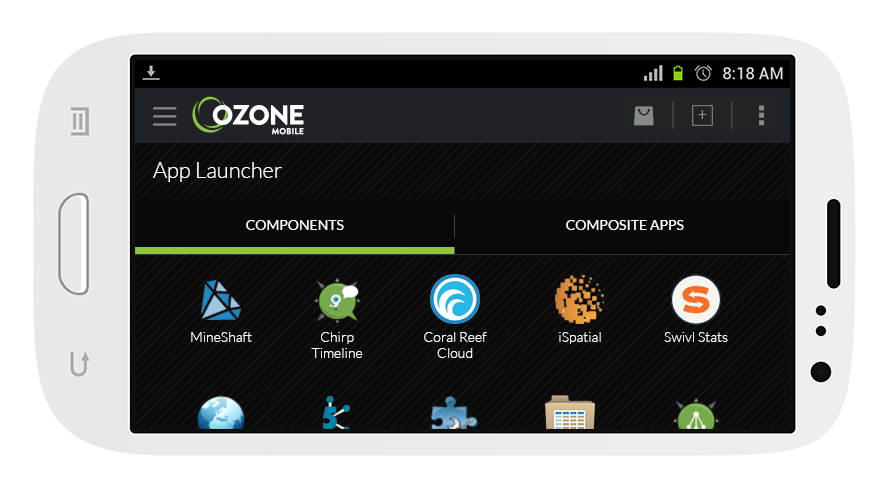 8:18 AM
OZONE
MOBILE
App Launcher
COMPONENTS
COMPOSITE APPS
MineShaft
Chirp
Timeline
Coral Reef
Cloud
iSpatial
Swivl Stats